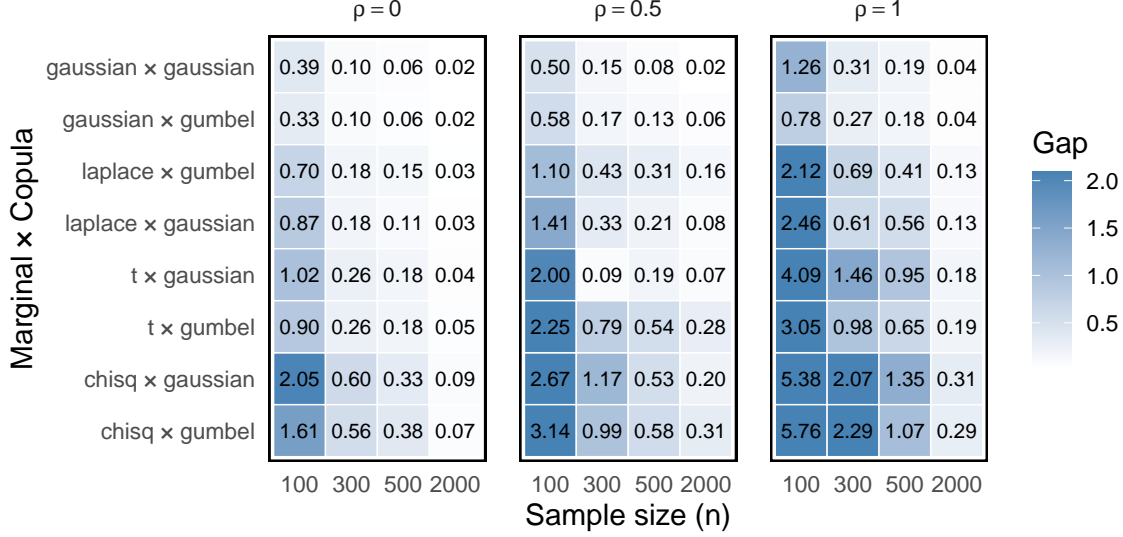 ρ = 0 ρ = 0.5 ρ = 1
Marginal × Copula
gaussian × gaussian 0.39 0.10 0.06 0.02 0.50 0.15 0.08 0.02 1.26 0.31 0.19 0.04
gaussian × gumbel 0.33 0.10 0.06 0.02 0.58 0.17 0.13 0.06 0.78 0.27 0.18 0.04
laplace × gumbel 0.70 0.18 0.15 0.03 1.10 0.43 0.31 0.16 2.12 0.69 0.41 0.13
laplace × gaussian 0.87 0.18 0.11 0.03 1.41 0.33 0.21 0.08 2.46 0.61 0.56 0.13
t × gaussian 1.02 0.26 0.18 0.04 2.00 0.09 0.19 0.07 4.09 1.46 0.95 0.18
t × gumbel 0.90 0.26 0.18 0.05 2.25 0.79 0.54 0.28 3.05 0.98 0.65 0.19
chisq × gaussian 2.05 0.60 0.33 0.09 2.67 1.17 0.53 0.20 5.38 2.07 1.35 0.31
chisq × gumbel 1.61 0.56 0.38 0.07 3.14 0.99 0.58 0.31 5.76 2.29 1.07 0.29
100 300 500 2000 100 300 500 2000 100 300 500 2000
Sample size (n)
Gap
2.0
1.5
1.0
0.5